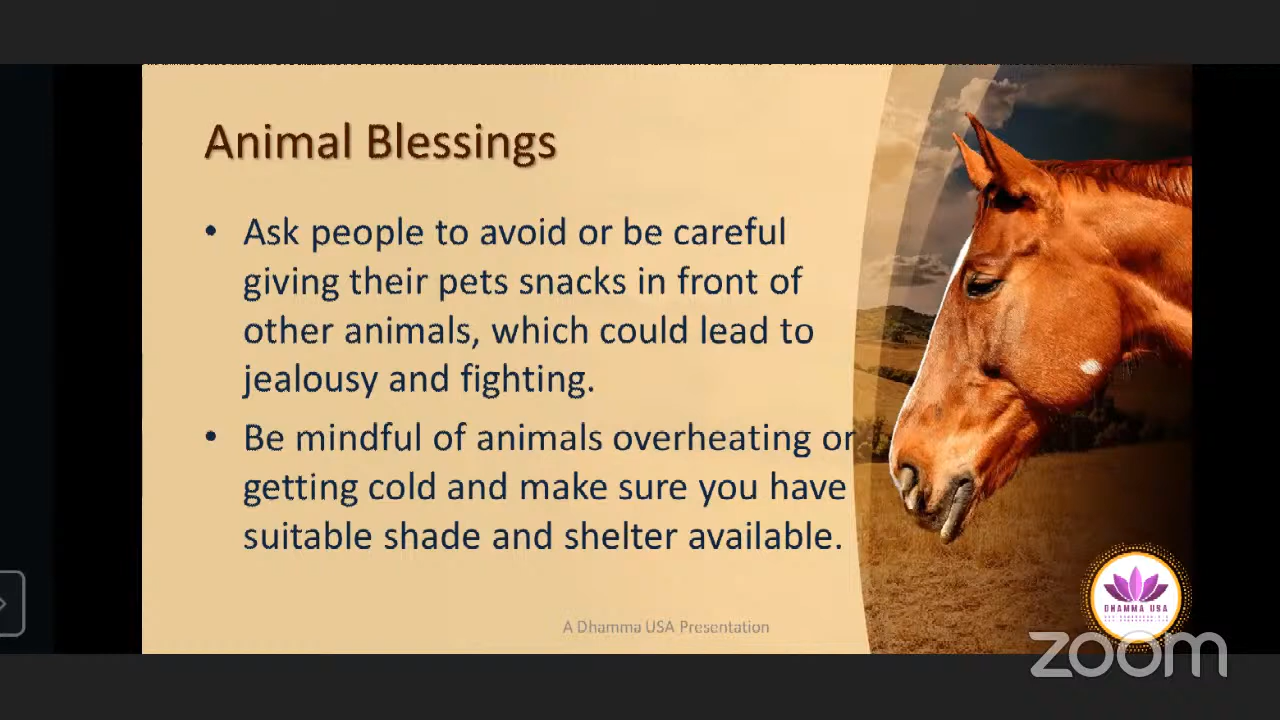 Animal Blessings
• Ask people to avoid or be careful
giving their pets snacks in front of
other animals, which could lead to
jealousy and fighting.
• Be mindful of animals overheating or
getting cold and make sure you have
suitable shade and shelter available.
A Dhamma USA Presentation
DHAMMA USA
zoom